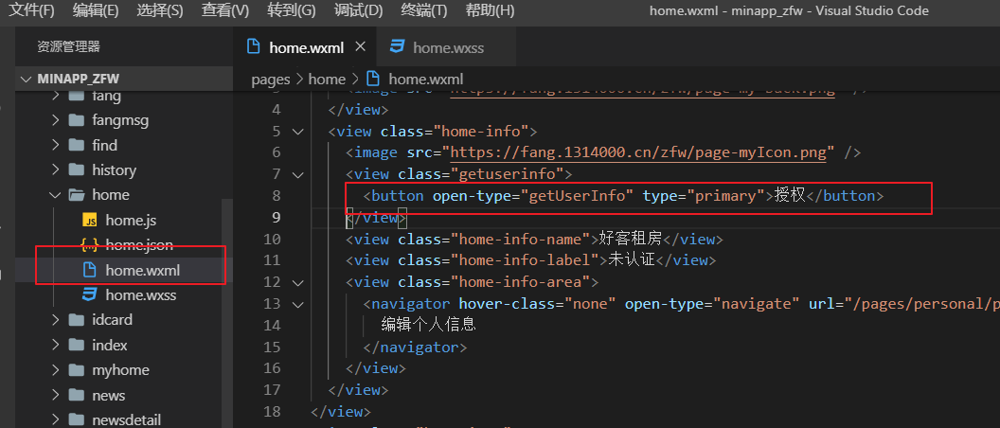 文件(F) 编辑(E) 选择(S) 查看(V) 转到(G) 调试(D) 终端(T) 帮助(H) home.wxml - minapp_zfw - Visual Studio Code
资源管理器
home.wxml
home.wxss
MINAPP_ZFW
pages > home > home.wxml
fang
fangmsg
find
history
home
home.js
home.json
home.wxml
home.wxss
idcard
index
myhome
news
newsdetail
4 </view>
5 <view class="home-info">
6 <image src="https://fang.1314000.cn/zfw/page-myIcon.png" />
7 <view class="getuserinfo">
8 <button open-type="getUserInfo" type="primary">授权</button>
9 </view>
10 <view class="home-info-name">好客租房</view>
11 <view class="home-info-label">未认证</view>
12 <view class="home-info-area">
13 <navigator hover-class="none" open-type="navigate" url="/pages/personal/p
14 编辑个人信息
15 </navigator>
16 </view>
17 </view>
18 </view>